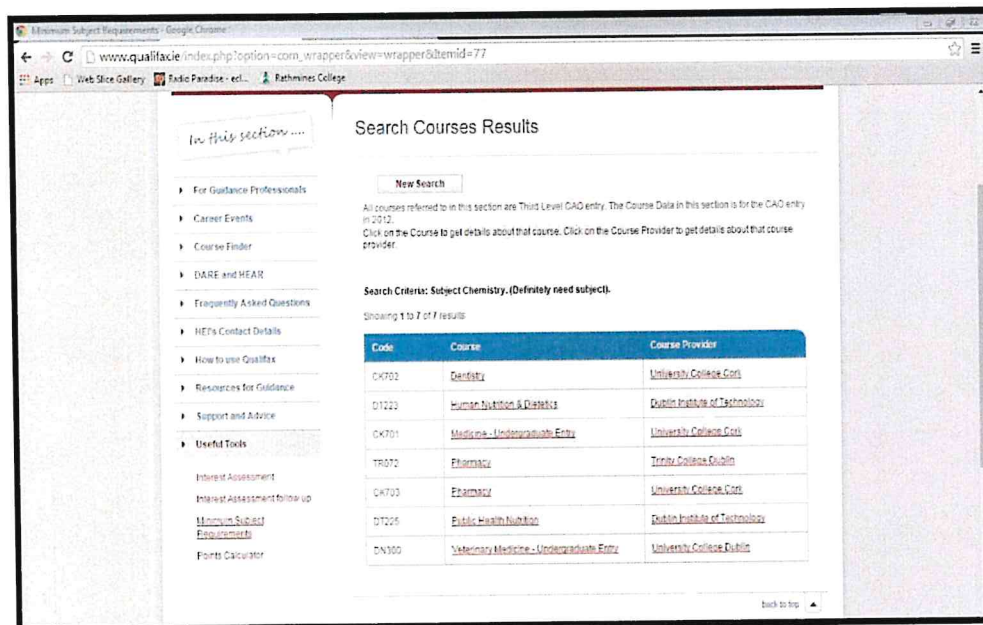 Minimum Subject Requirements - Google Chrome
www.qualifax.ie/index.php?option=com_wrapper&view=wrapper&Itemid=77
Apps Web Slice Gallery Radio Paradise - ecl... Rathmines College
In this section ....
For Guidance Professionals
Career Events
Course Finder
DARE and HEAR
Frequently Asked Questions
HEI's Contact Details
How to use Qualifax
Resources for Guidance
Support and Advice
Useful Tools
Interest Assessment
Interest Assessment follow up
Minimum Subject
Requirements
Points Calculator
Search Courses Results
New Search
All courses referred to in this section are Third Level CAO entry. The Course Data in this section is for the CAO entry
in 2012.
Click on the Course to get details about that course. Click on the Course Provider to get details about that course
provider.
Search Criteria: Subject Chemistry. (Definitely need subject).
Showing 1 to 7 of 7 results
Code Course Course Provider
CK702 Dentistry University College Cork
DT223 Human Nutrition & Dietetics Dublin Institute of Technology
CK701 Medicine - Undergraduate Entry University College Cork
TR072 Pharmacy Trinity College Dublin
CK703 Pharmacy University College Cork
DT225 Public Health Nutrition Dublin Institute of Technology
DN300 Veterinary Medicine - Undergraduate Entry University College Dublin
back to top